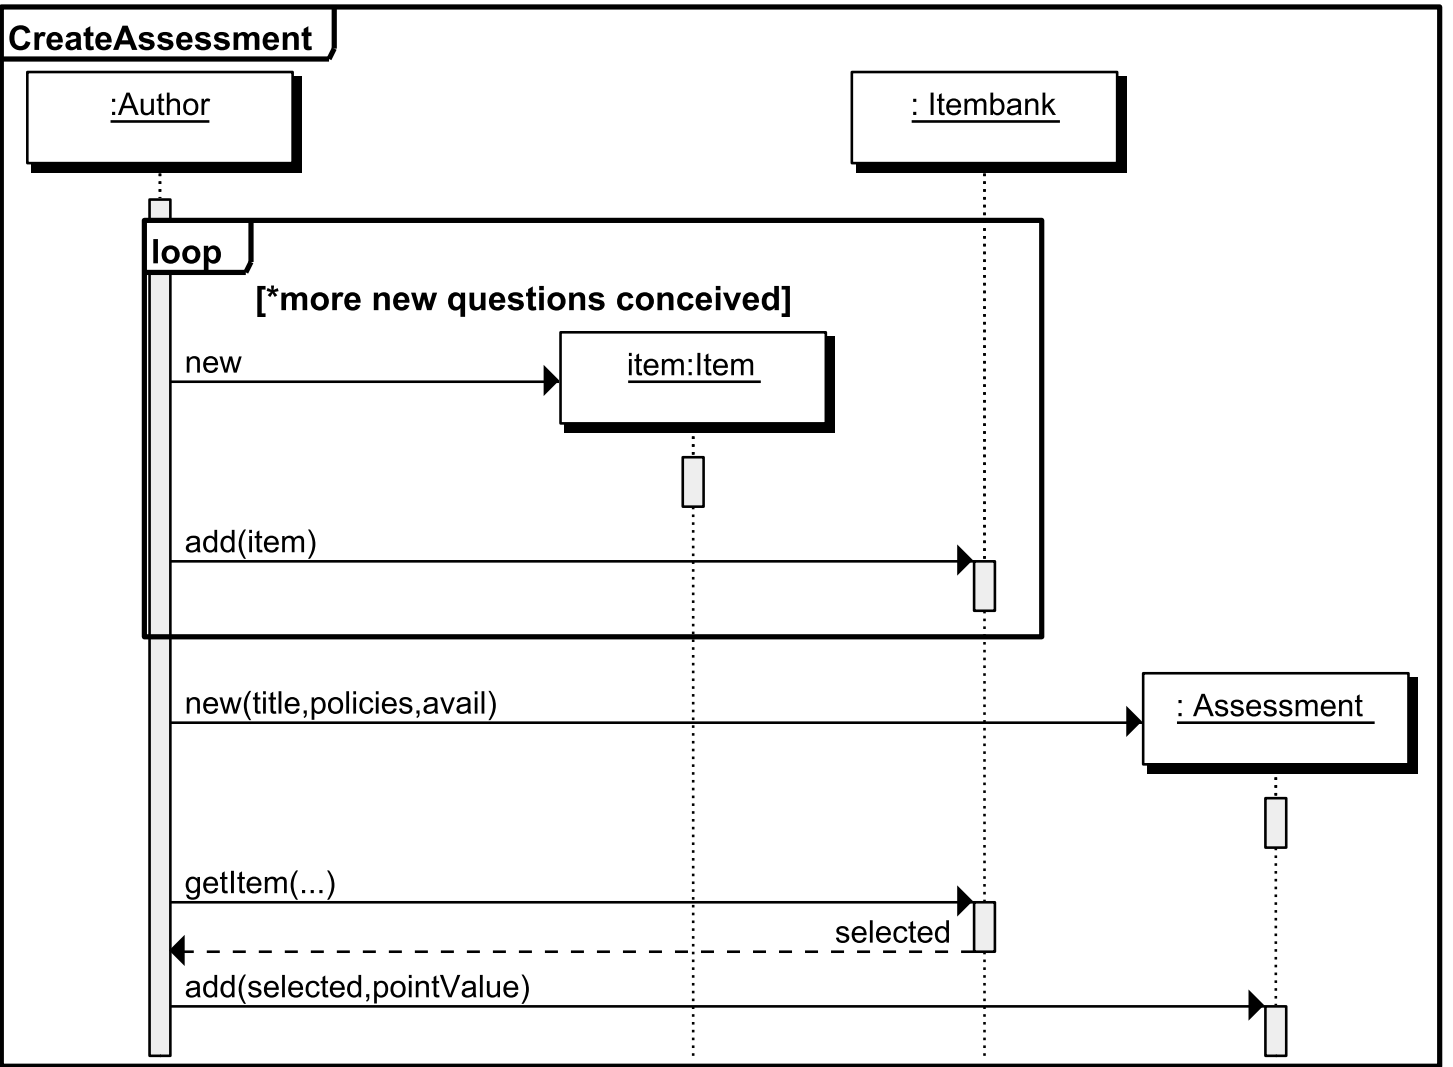 CreateAssessment
:Author
: Itembank
loop
[*more new questions conceived]
new
item:Item
add(item)
new(title,policies,avail)
: Assessment
getItem(...)
selected
add(selected,pointValue)